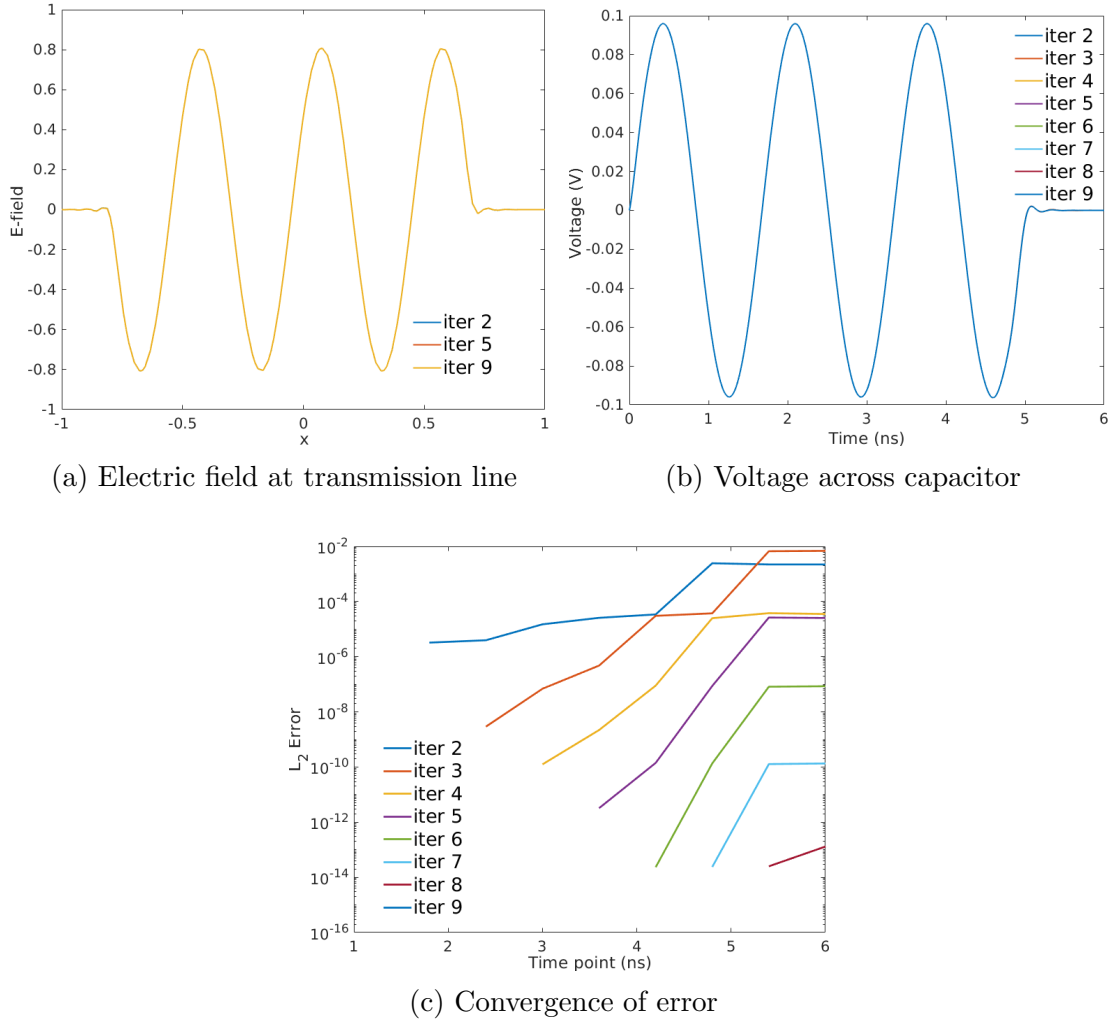 1
0.8
0.6
0.4
0.2
0
-0.2
-0.4
-0.6
-0.8
-1
E-field
-1
-0.5
0
0.5
1
x
iter 2
iter 5
iter 9
(a) Electric field at transmission line
0.1
0.08
0.06
0.04
0.02
0
-0.02
-0.04
-0.06
-0.08
-0.1
Voltage (V)
0
1
2
3
4
5
6
Time (ns)
iter 2
iter 3
iter 4
iter 5
iter 6
iter 7
iter 8
iter 9
(b) Voltage across capacitor
10⁻²
10⁻⁴
10⁻⁶
10⁻⁸
10⁻¹⁰
10⁻¹²
10⁻¹⁴
10⁻¹⁶
L₂ Error
1
2
3
4
5
6
Time point (ns)
iter 2
iter 3
iter 4
iter 5
iter 6
iter 7
iter 8
iter 9
(c) Convergence of error